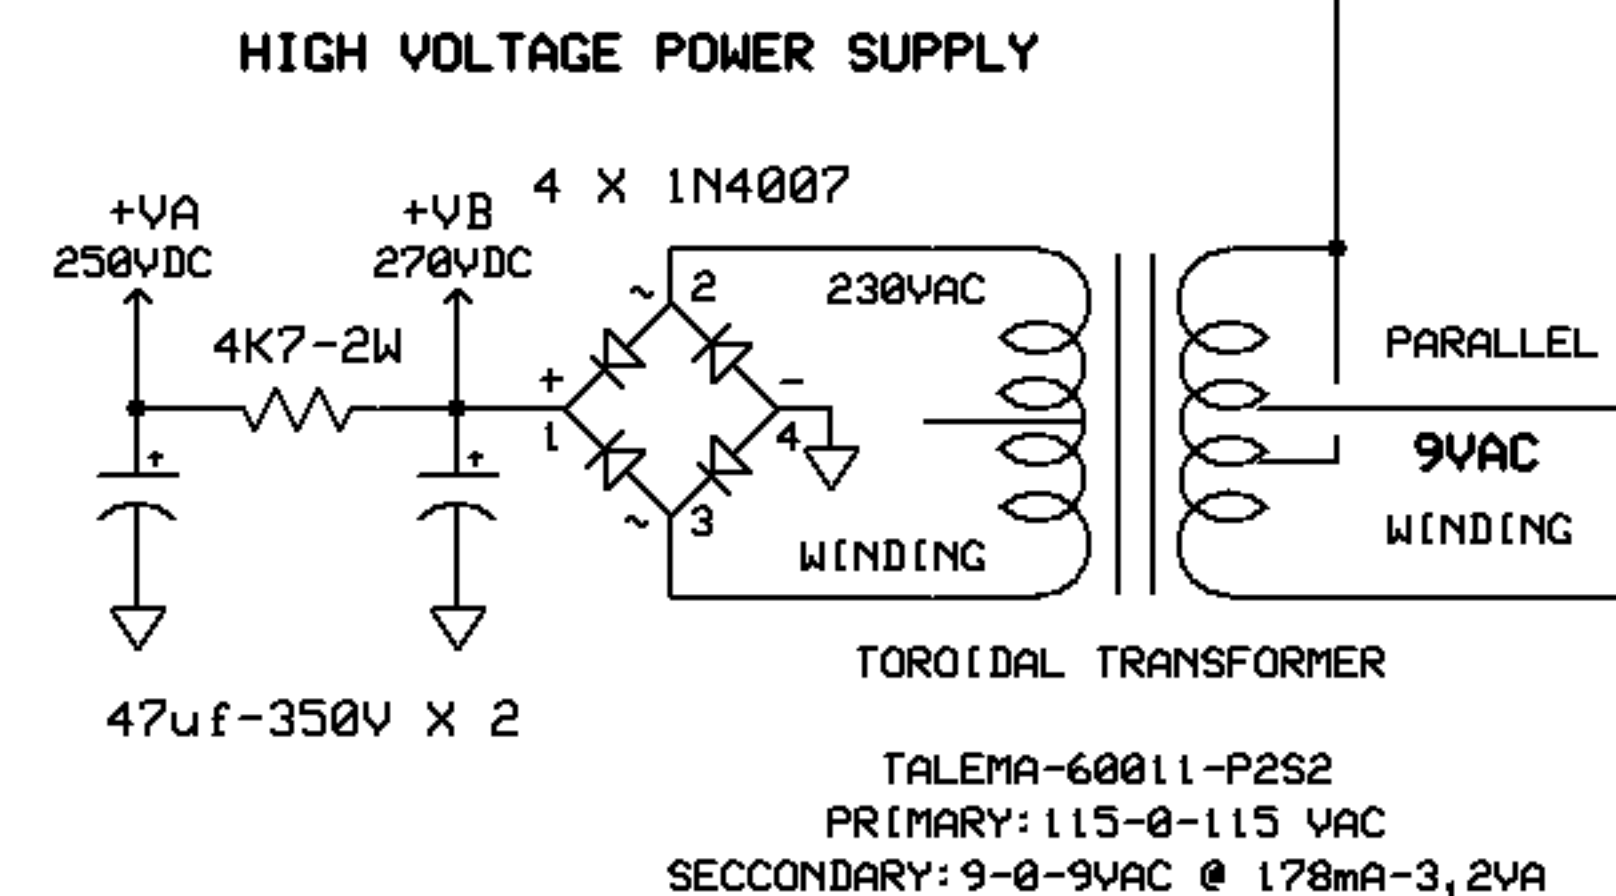 HIGH VOLTAGE POWER SUPPLY
4 X 1N4007
+VA
250VDC
+VB
270VDC
4K7-2W
~
2
230VAC
+
-
PARALLEL
1
4
+
+
9VAC
~
3
WINDING
WINDING
TOROIDAL TRANSFORMER
47uf-350V X 2
TALEMA-60011-P2S2
PRIMARY:115-0-115 VAC
SECCONDARY:9-0-9VAC @ 178mA-3,2VA